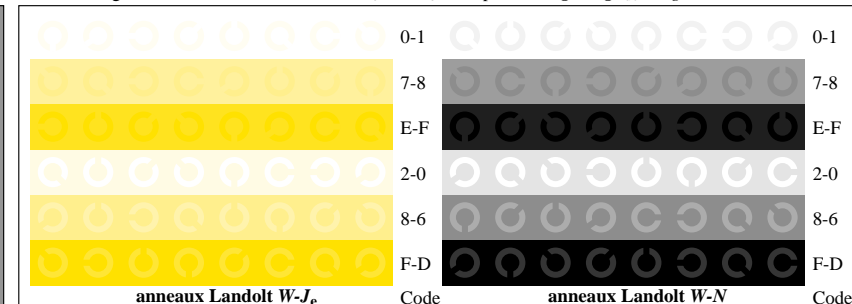 0-1 0-1
7-8 7-8
E-F E-F
2-0 2-0
8-6 8-6
F-D F-D
anneaux Landolt W-Je Code anneaux Landolt W-N Code